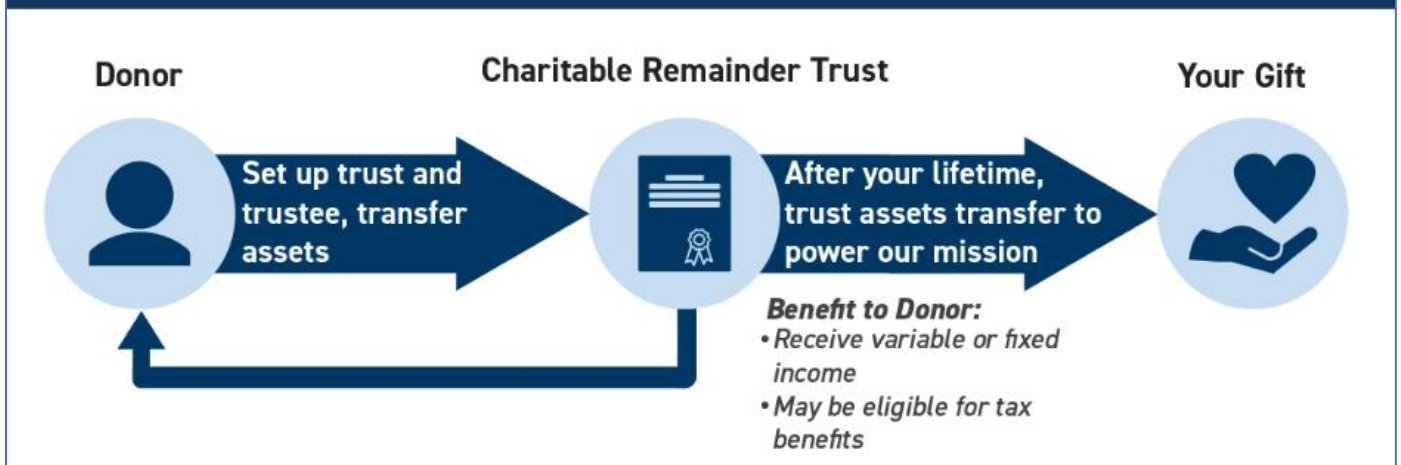 Donor
Charitable Remainder Trust
Your Gift
Set up trust and
trustee, transfer
assets
After your lifetime,
trust assets transfer to
power our mission
Benefit to Donor:
•Receive variable or fixed
income
•May be eligible for tax
benefits